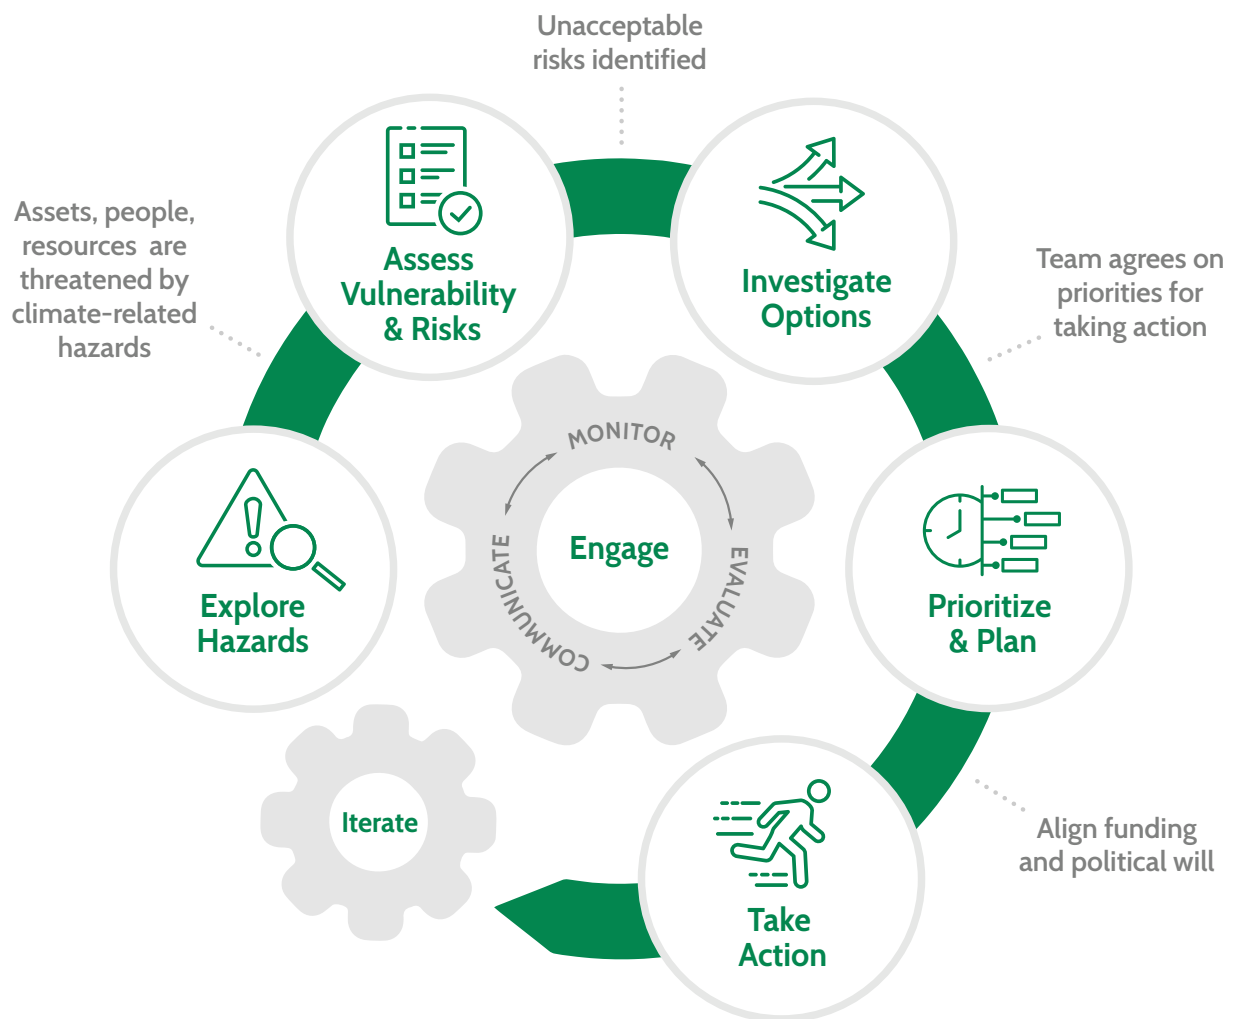 Unacceptable
risks identified
Assess
Vulnerability
& Risks
Investigate
Options
Assets, people,
resources are
threatened by
climate-related
hazards
Team agrees on
priorities for
taking action
MONITOR
EVALUATE
COMMUNICATE
Engage
Explore
Hazards
Prioritize
& Plan
Iterate
Align funding
and political will
Take
Action